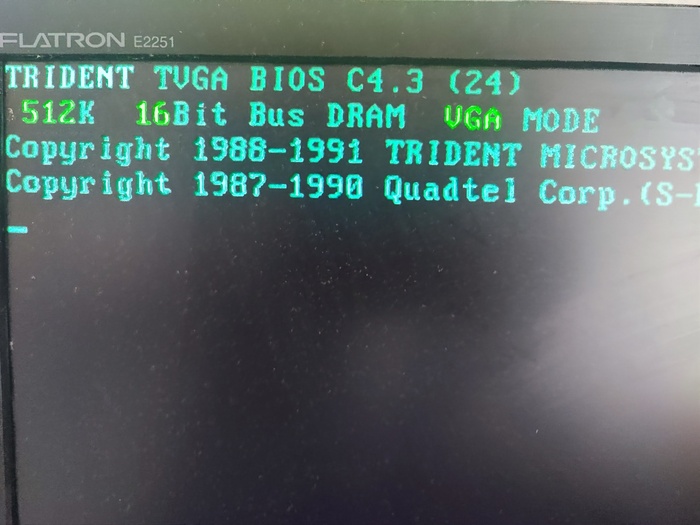 FLATRON E2251
TRIDENT TVGA BIOS C4.3 (24)
512K 16Bit Bus DRAM VGA MODE
Copyright 1988-1991 TRIDENT MICROSYS
Copyright 1987-1990 Quadtel Corp.(S-